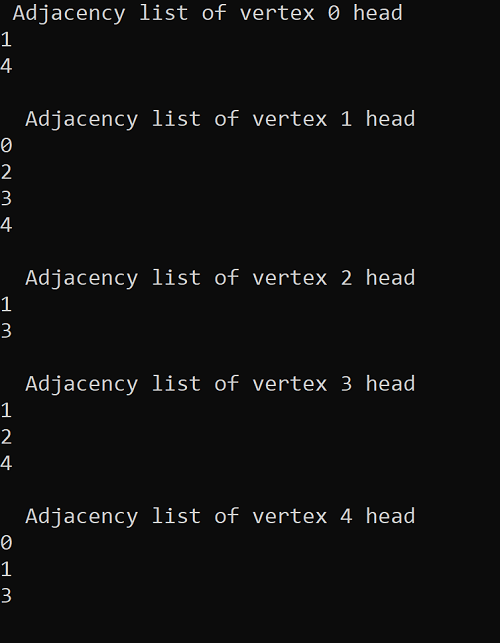 Adjacency list of vertex 0 head
1
4
Adjacency list of vertex 1 head
0
2
3
4
Adjacency list of vertex 2 head
1
3
Adjacency list of vertex 3 head
1
2
4
Adjacency list of vertex 4 head
0
1
3